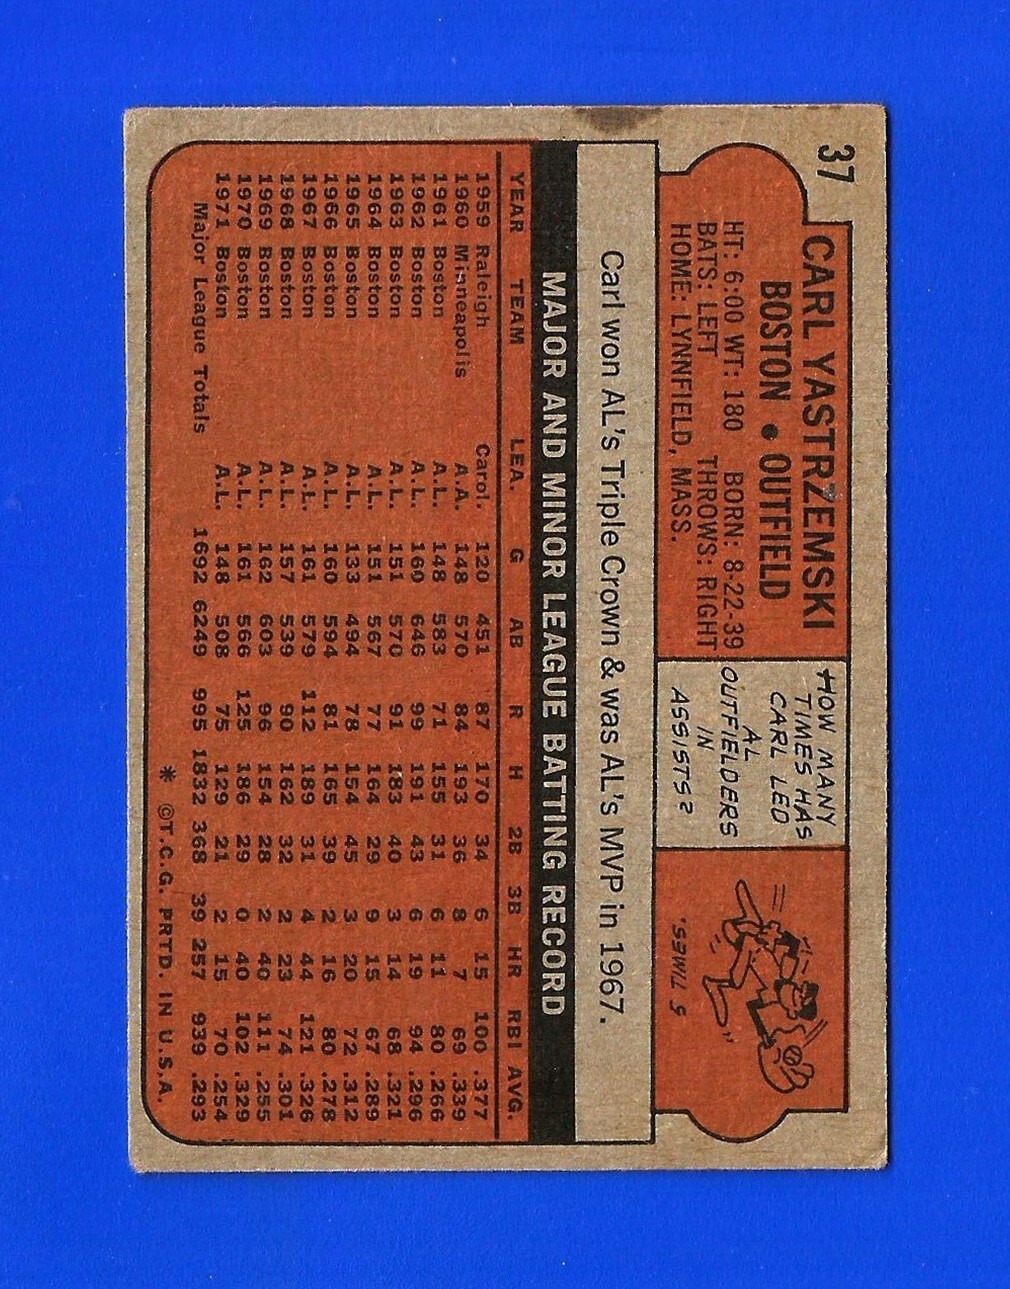 37
CARL YASTRZEMSKI
BOSTON • OUTFIELD
HT: 6:00 WT: 180 BORN: 8-22-39
BATS: LEFT THROWS: RIGHT
HOME: LYNNFIELD, MASS.
HOW MANY
TIMES HAS
CARL LED
AL
OUTFIELDERS
IN
ASSISTS?
5 TIMES.
Carl won AL's Triple Crown & was AL's MVP in 1967.
MAJOR AND MINOR LEAGUE BATTING RECORD
YEAR TEAM LEA. G AB R H 2B 3B HR RBI AVG.
1959 Raleigh Carol. 120 451 87 170 34 6 15 100 .377
1960 Minneapolis A.A. 148 570 84 193 36 8 7 69 .339
1961 Boston A.L. 148 583 71 155 31 6 11 80 .266
1962 Boston A.L. 160 646 99 191 43 6 19 94 .296
1963 Boston A.L. 151 570 91 183 40 3 14 68 .321
1964 Boston A.L. 151 567 77 164 29 9 15 67 .289
1965 Boston A.L. 133 494 78 154 45 3 20 72 .312
1966 Boston A.L. 160 594 81 165 39 2 16 80 .278
1967 Boston A.L. 161 579 112 189 31 4 44 121 .326
1968 Boston A.L. 157 539 90 162 32 2 23 74 .301
1969 Boston A.L. 162 603 96 154 28 2 40 111 .255
1970 Boston A.L. 161 566 125 186 29 0 40 102 .329
1971 Boston A.L. 148 508 75 129 21 2 15 70 .254
Major League Totals 1692 6249 995 1832 368 39 257 939 .293
* ©T.C.G. PRTD. IN U.S.A.